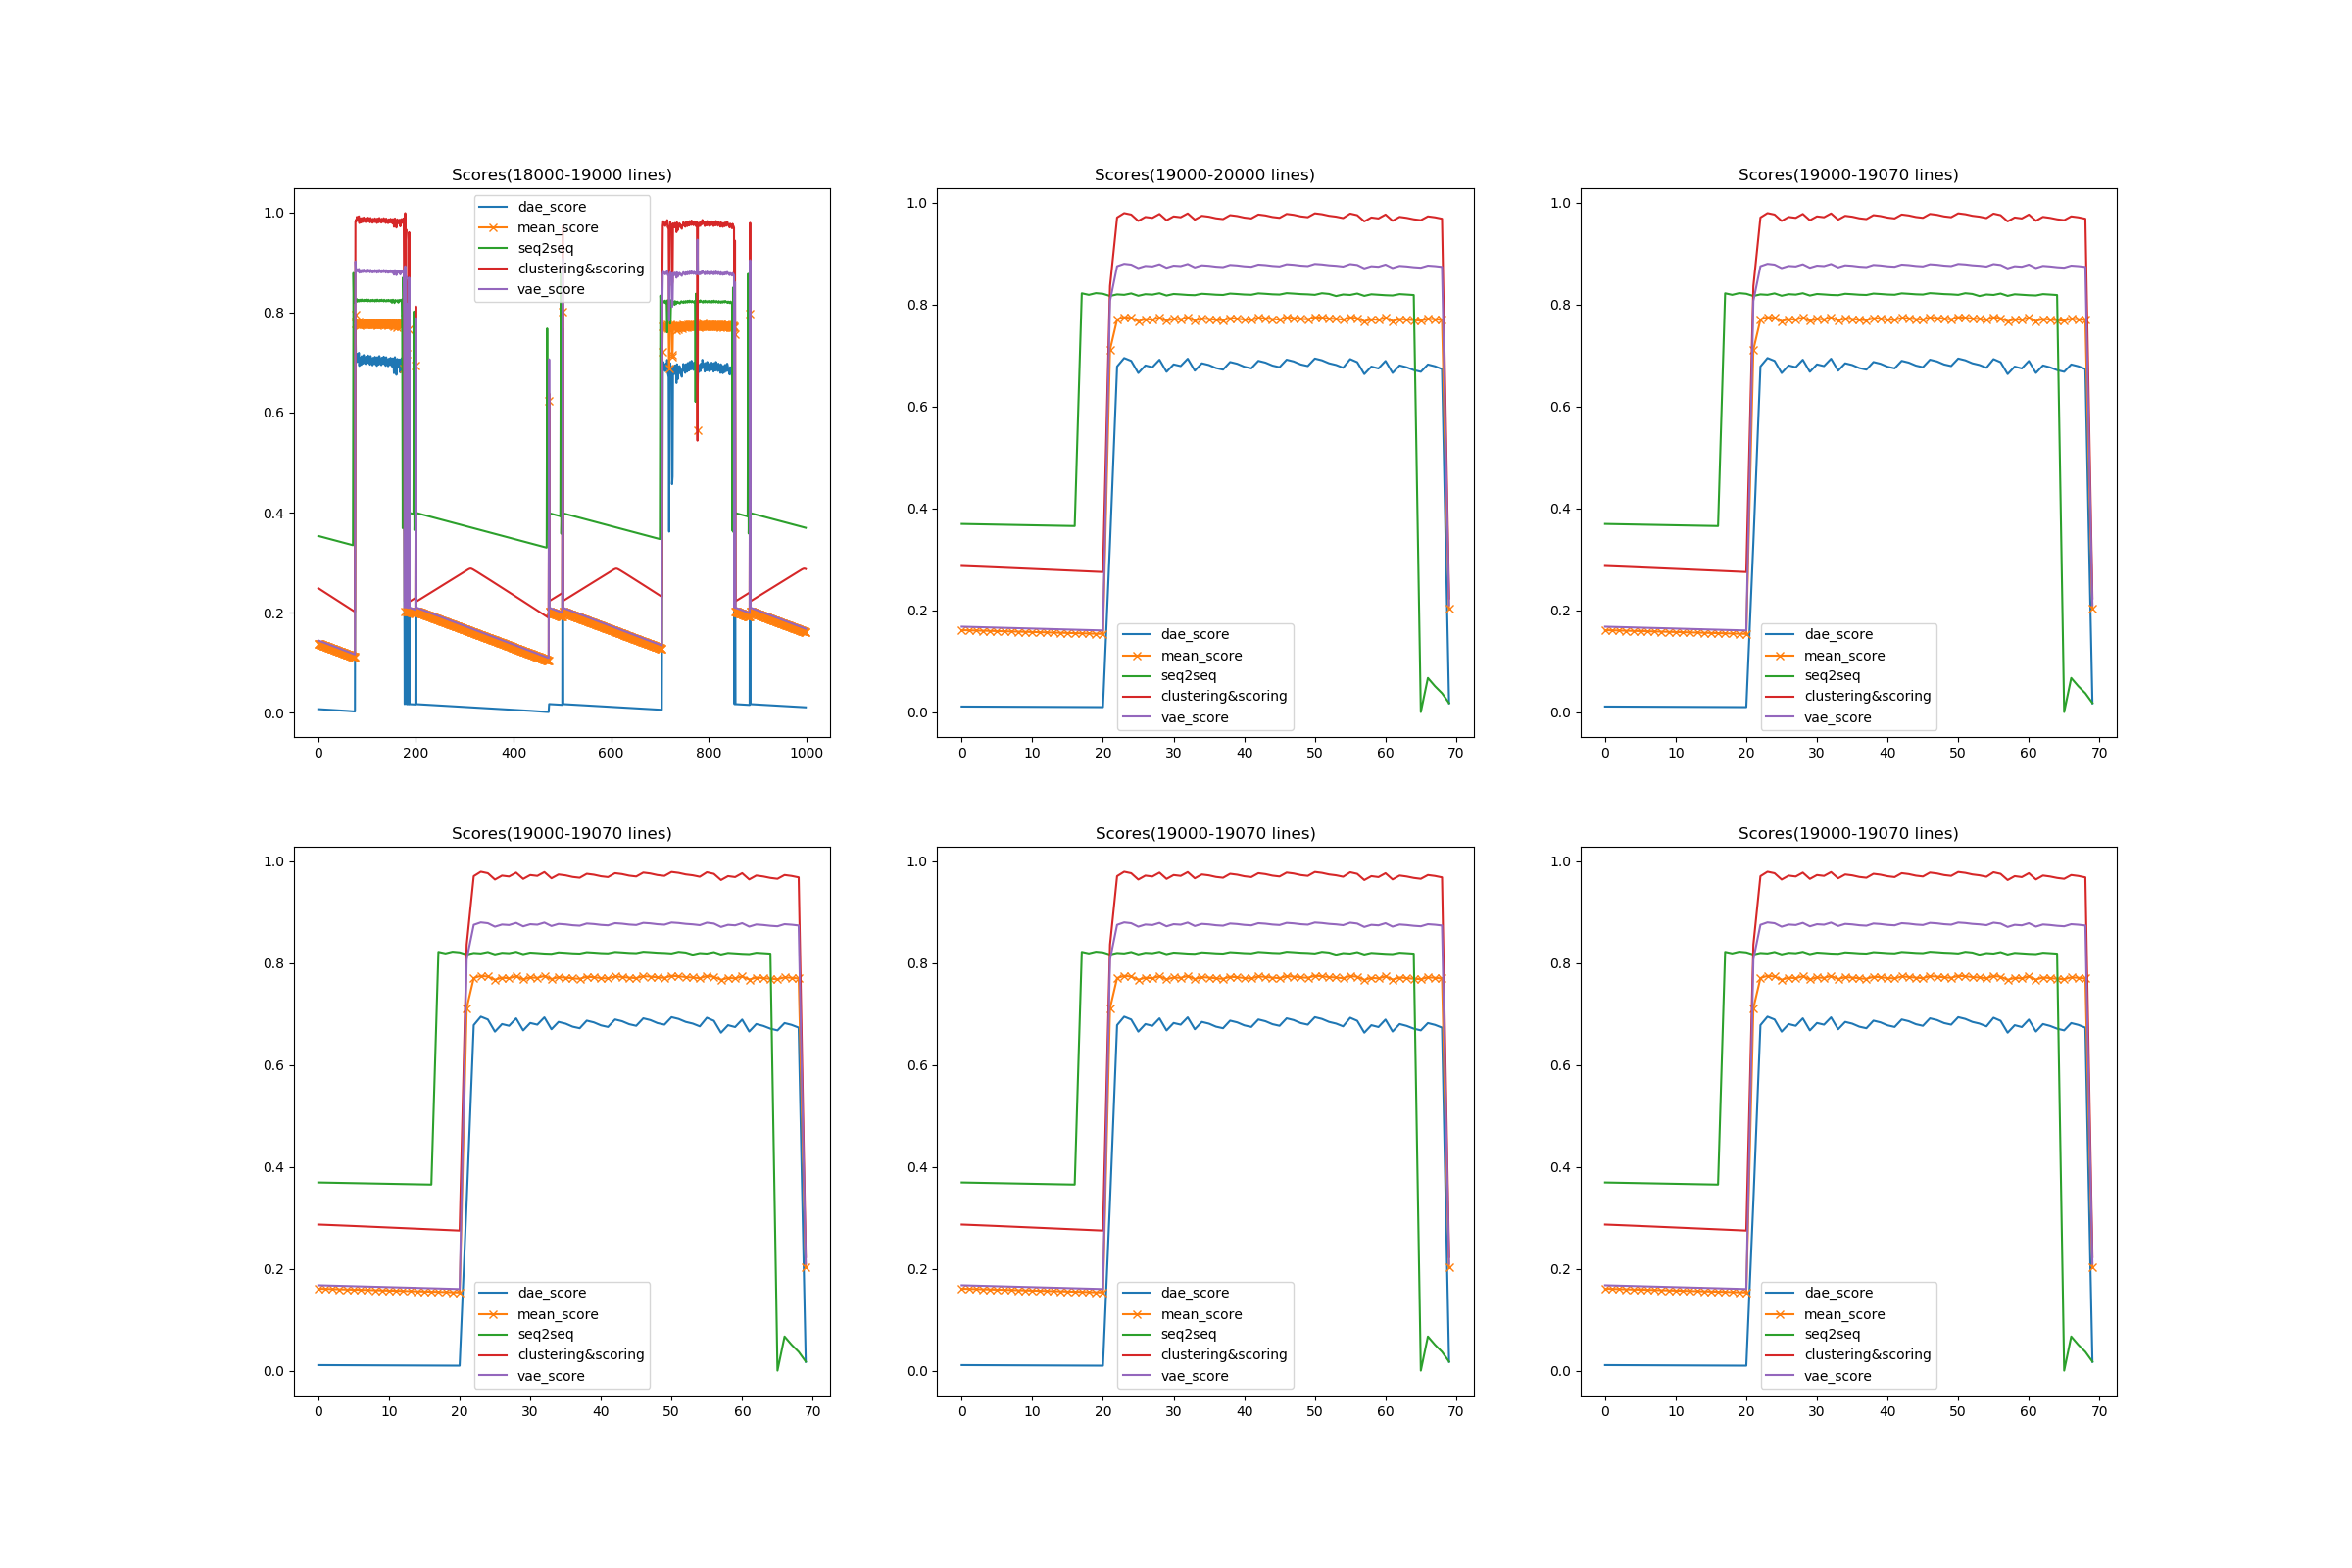 Scores(18000-19000 lines)
1.0
0.8
0.6
0.4
0.2
0.0
0 200 400 600 800 1000
dae_score
mean_score
seq2seq
clustering&scoring
vae_score
Scores(19000-20000 lines)
1.0
0.8
0.6
0.4
0.2
0.0
0 10 20 30 40 50 60 70
dae_score
mean_score
seq2seq
clustering&scoring
vae_score
Scores(19000-19070 lines)
1.0
0.8
0.6
0.4
0.2
0.0
0 10 20 30 40 50 60 70
dae_score
mean_score
seq2seq
clustering&scoring
vae_score
Scores(19000-19070 lines)
1.0
0.8
0.6
0.4
0.2
0.0
0 10 20 30 40 50 60 70
dae_score
mean_score
seq2seq
clustering&scoring
vae_score
Scores(19000-19070 lines)
1.0
0.8
0.6
0.4
0.2
0.0
0 10 20 30 40 50 60 70
dae_score
mean_score
seq2seq
clustering&scoring
vae_score
Scores(19000-19070 lines)
1.0
0.8
0.6
0.4
0.2
0.0
0 10 20 30 40 50 60 70
dae_score
mean_score
seq2seq
clustering&scoring
vae_score